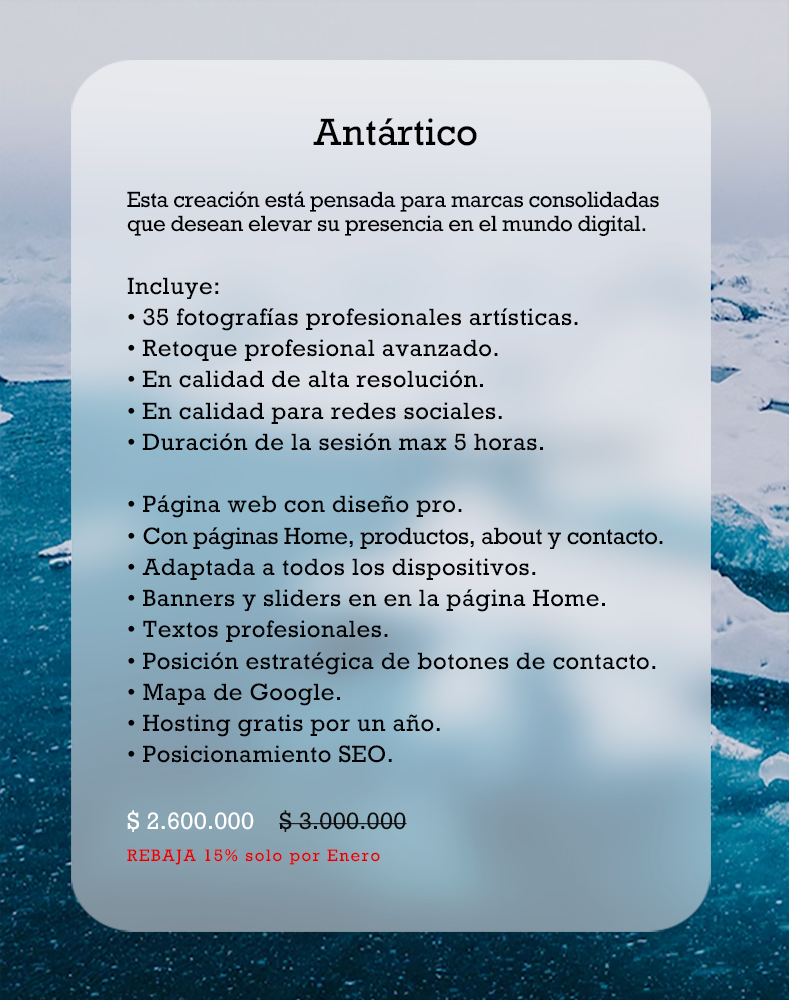 Antártico
Esta creación está pensada para marcas consolidadas
que desean elevar su presencia en el mundo digital.
Incluye:
• 35 fotografías profesionales artísticas.
• Retoque profesional avanzado.
• En calidad de alta resolución.
• En calidad para redes sociales.
• Duración de la sesión max 5 horas.
• Página web con diseño pro.
• Con páginas Home, productos, about y contacto.
• Adaptada a todos los dispositivos.
• Banners y sliders en en la página Home.
• Textos profesionales.
• Posición estratégica de botones de contacto.
• Mapa de Google.
• Hosting gratis por un año.
• Posicionamiento SEO.
$ 2.600.000 $ 3.000.000
REBAJA 15% solo por Enero